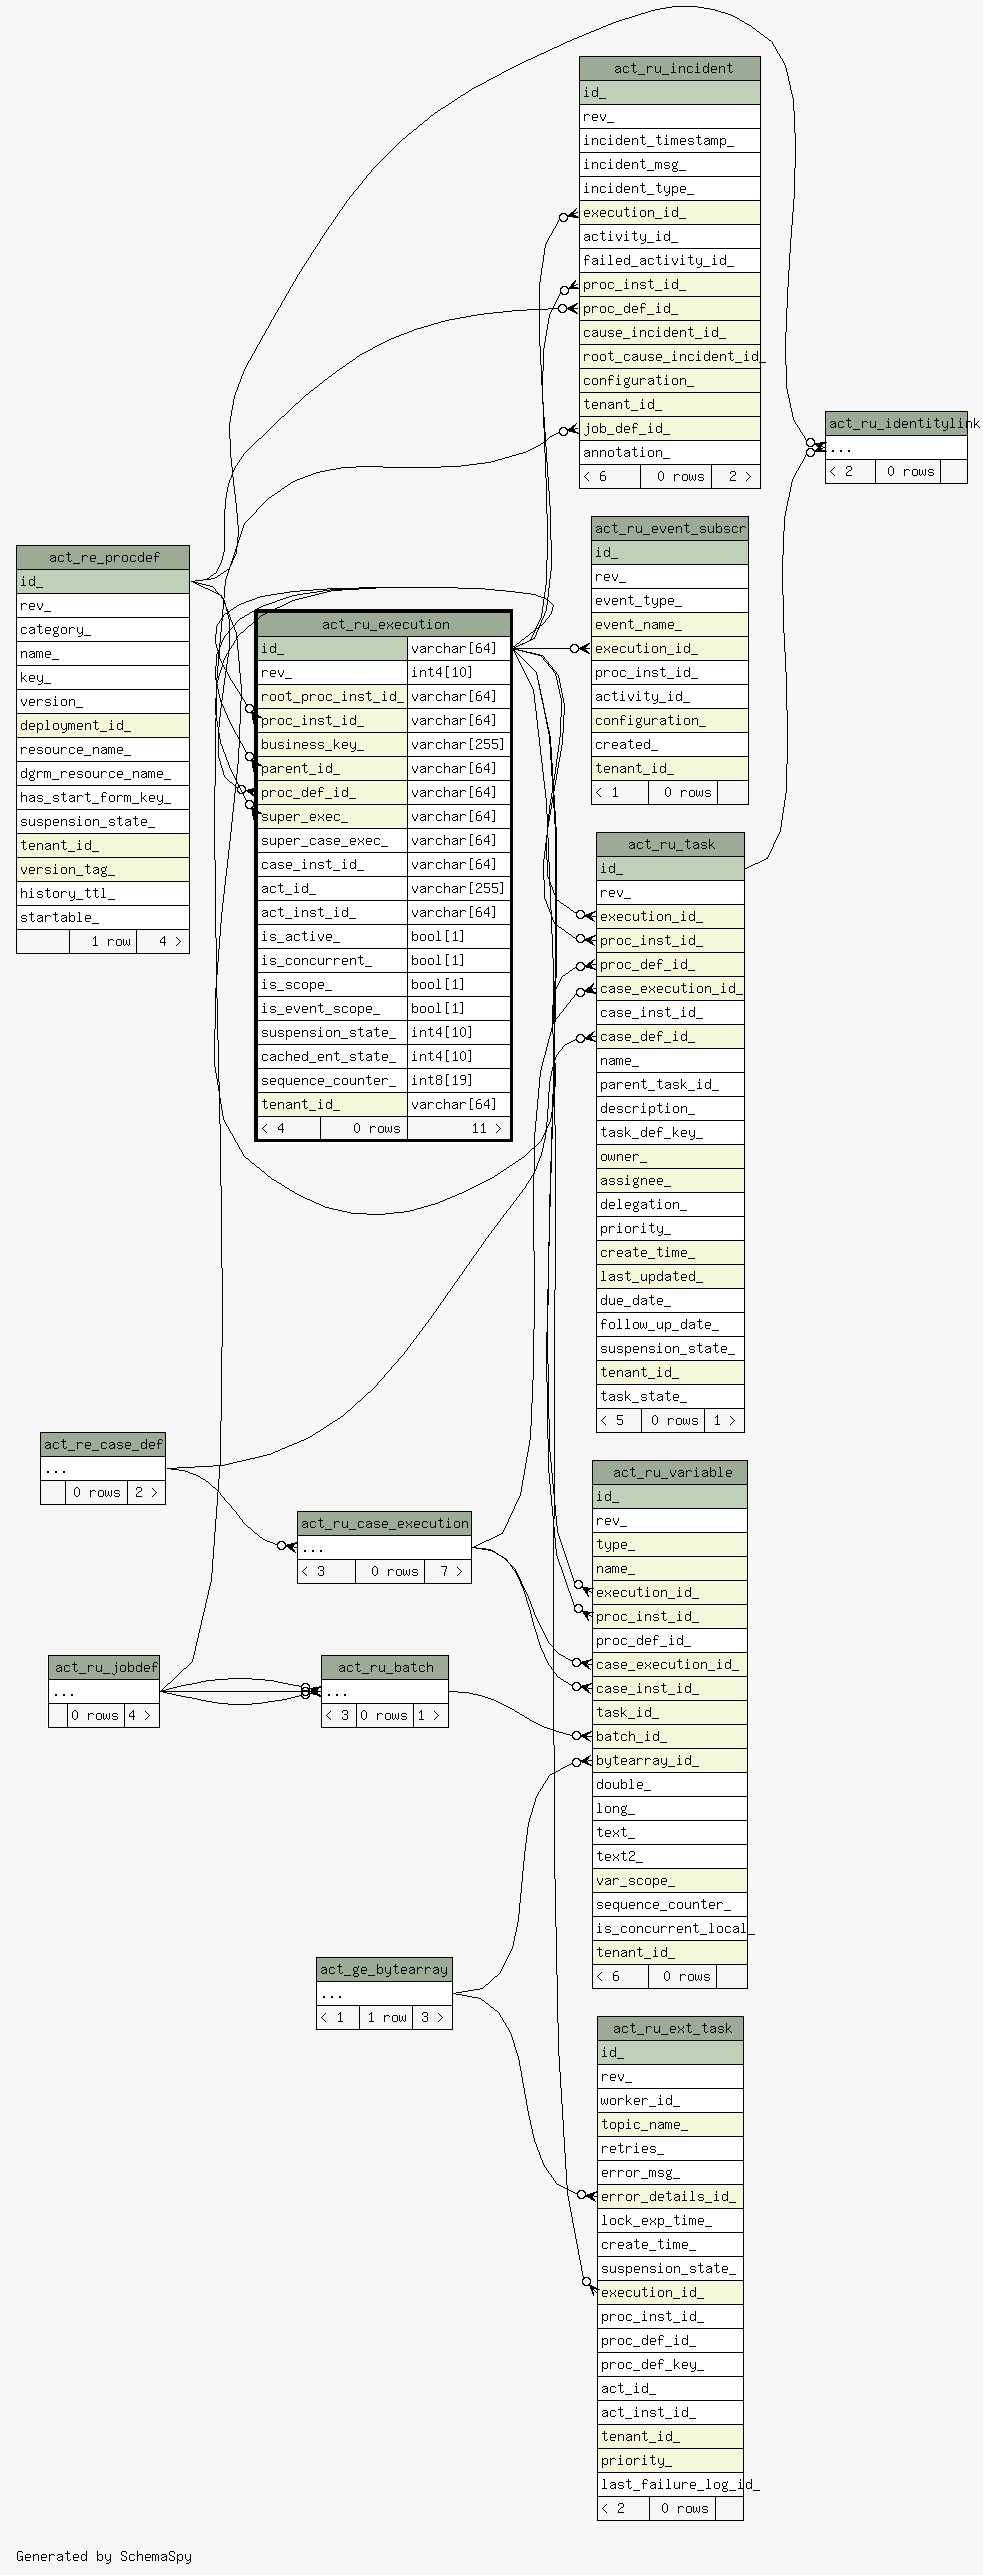 act_ru_incident
id_
rev_
incident_timestamp_
incident_msg_
incident_type_
execution_id_
activity_id_
failed_activity_id_
proc_inst_id_
proc_def_id_
cause_incident_id_
root_cause_incident_id_
configuration_
tenant_id_
job_def_id_
annotation_
< 6 0 rows 2 >
act_ru_identitylink
...
< 2 0 rows
act_ru_event_subscr
id_
rev_
event_type_
event_name_
execution_id_
proc_inst_id_
activity_id_
configuration_
created_
tenant_id_
< 1 0 rows
act_re_procdef
id_
rev_
category_
name_
key_
version_
deployment_id_
resource_name_
dgrm_resource_name_
has_start_form_key_
suspension_state_
tenant_id_
version_tag_
history_ttl_
startable_
1 row 4 >
act_ru_execution
id_ varchar[64]
rev_ int4[10]
root_proc_inst_id_ varchar[64]
proc_inst_id_ varchar[64]
business_key_ varchar[255]
parent_id_ varchar[64]
proc_def_id_ varchar[64]
super_exec_ varchar[64]
super_case_exec_ varchar[64]
case_inst_id_ varchar[64]
act_id_ varchar[255]
act_inst_id_ varchar[64]
is_active_ bool[1]
is_concurrent_ bool[1]
is_scope_ bool[1]
is_event_scope_ bool[1]
suspension_state_ int4[10]
cached_ent_state_ int4[10]
sequence_counter_ int8[19]
tenant_id_ varchar[64]
< 4 0 rows 11 >
act_ru_task
id_
rev_
execution_id_
proc_inst_id_
proc_def_id_
case_execution_id_
case_inst_id_
case_def_id_
name_
parent_task_id_
description_
task_def_key_
owner_
assignee_
delegation_
priority_
create_time_
last_updated_
due_date_
follow_up_date_
suspension_state_
tenant_id_
task_state_
< 5 0 rows 1 >
act_re_case_def
...
0 rows 2 >
act_ru_case_execution
...
< 3 0 rows 7 >
act_ru_variable
id_
rev_
type_
name_
execution_id_
proc_inst_id_
proc_def_id_
case_execution_id_
case_inst_id_
task_id_
batch_id_
bytearray_id_
double_
long_
text_
text2_
var_scope_
sequence_counter_
is_concurrent_local_
tenant_id_
< 6 0 rows
act_ru_jobdef
...
0 rows 4 >
act_ru_batch
...
< 3 0 rows 1 >
act_ge_bytearray
...
< 1 1 row 3 >
act_ru_ext_task
id_
rev_
worker_id_
topic_name_
retries_
error_msg_
error_details_id_
lock_exp_time_
create_time_
suspension_state_
execution_id_
proc_inst_id_
proc_def_id_
proc_def_key_
act_id_
act_inst_id_
tenant_id_
priority_
last_failure_log_id_
< 2 0 rows
Generated by SchemaSpy